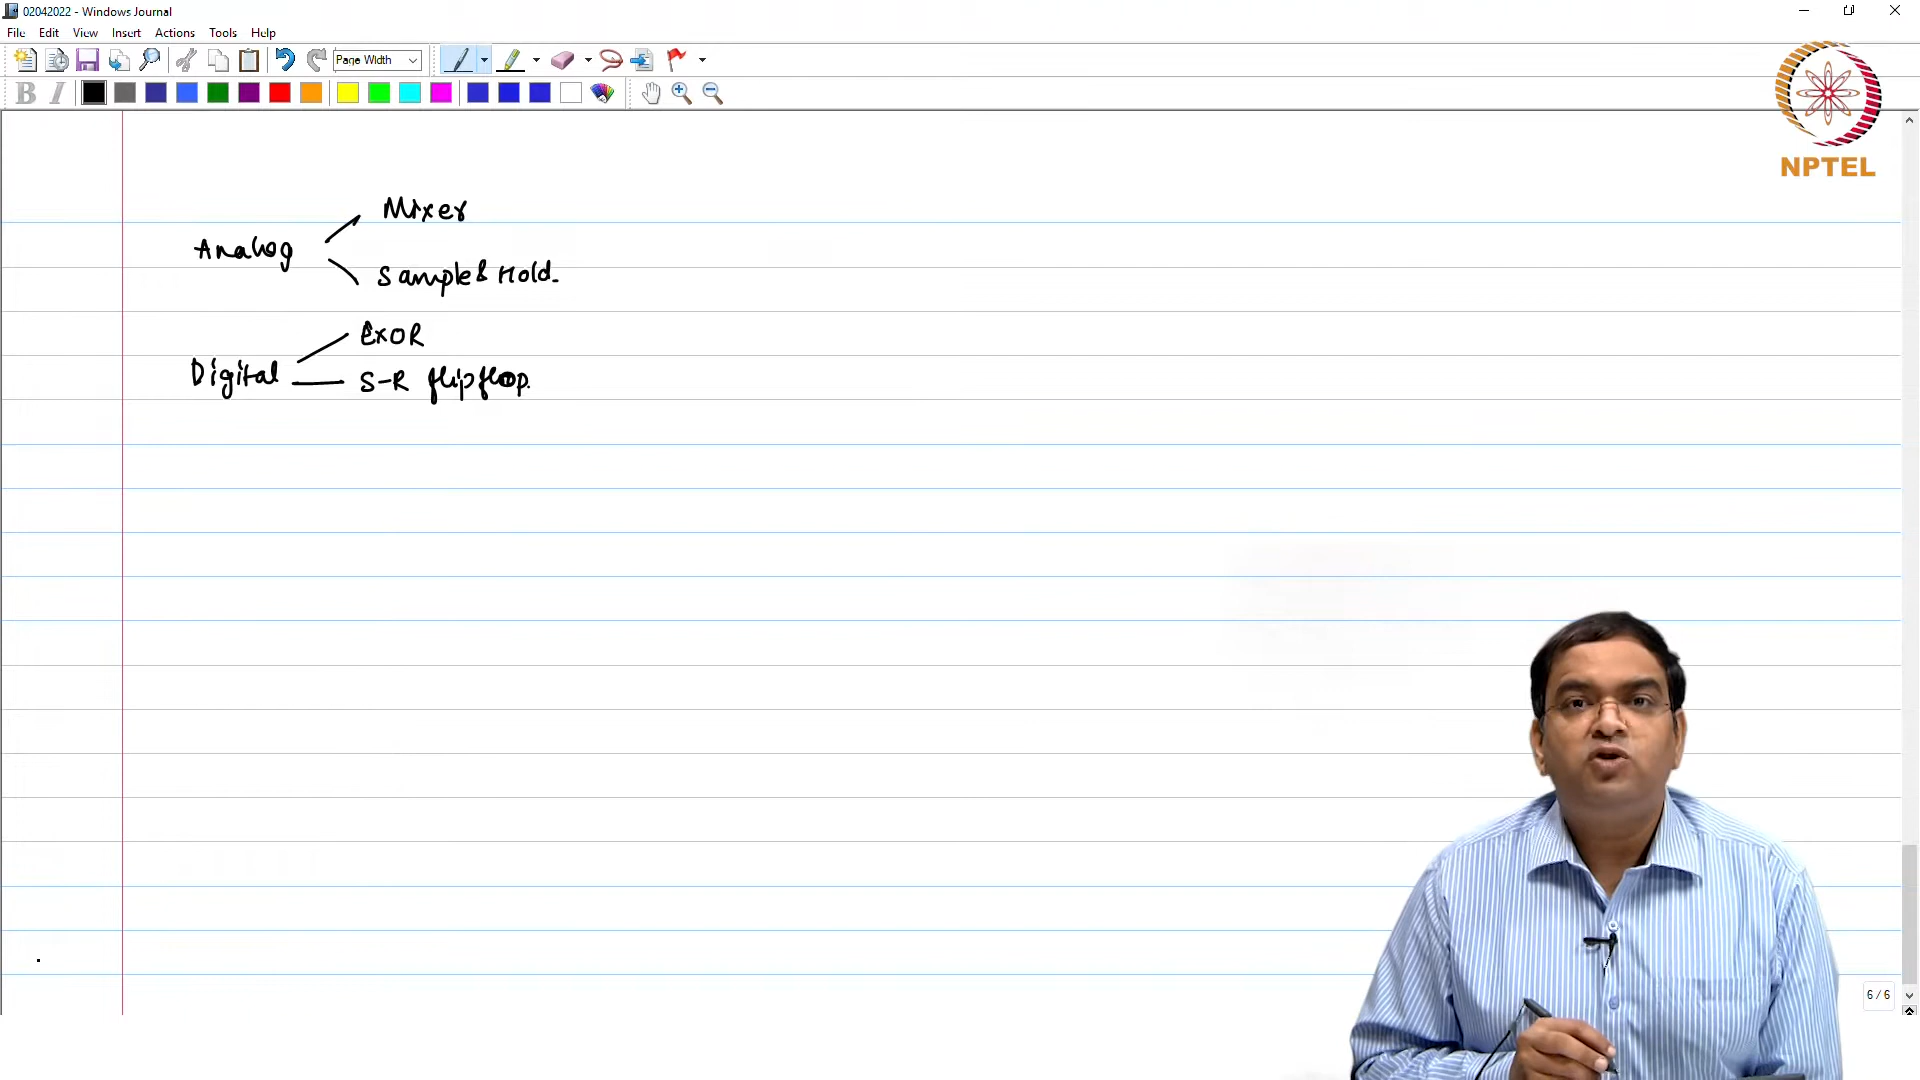 02042022 - Windows Journal
File Edit View Insert Actions Tools Help
Page Width
B I
NPTEL
Mixer
Analog
Sample & Hold.
ExOR
Digital
S-R flipflop.
6 / 6